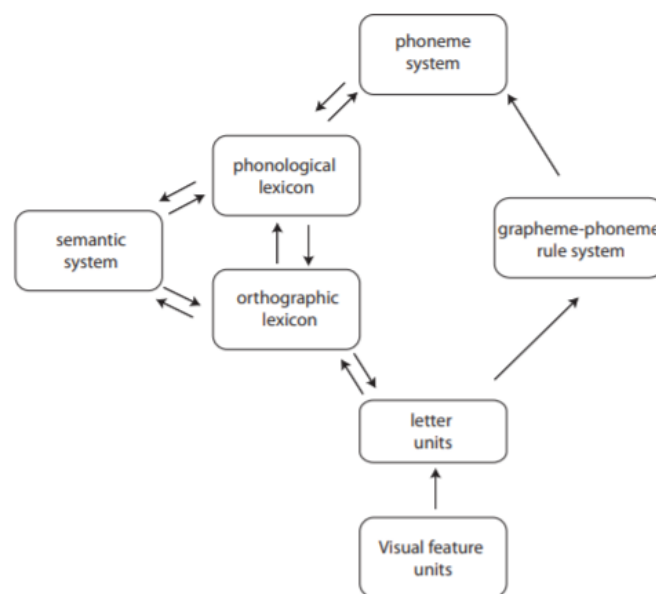 phoneme
system
phonological
lexicon
semantic
system
grapheme-phoneme
rule system
orthographic
lexicon
letter
units
Visual feature
units